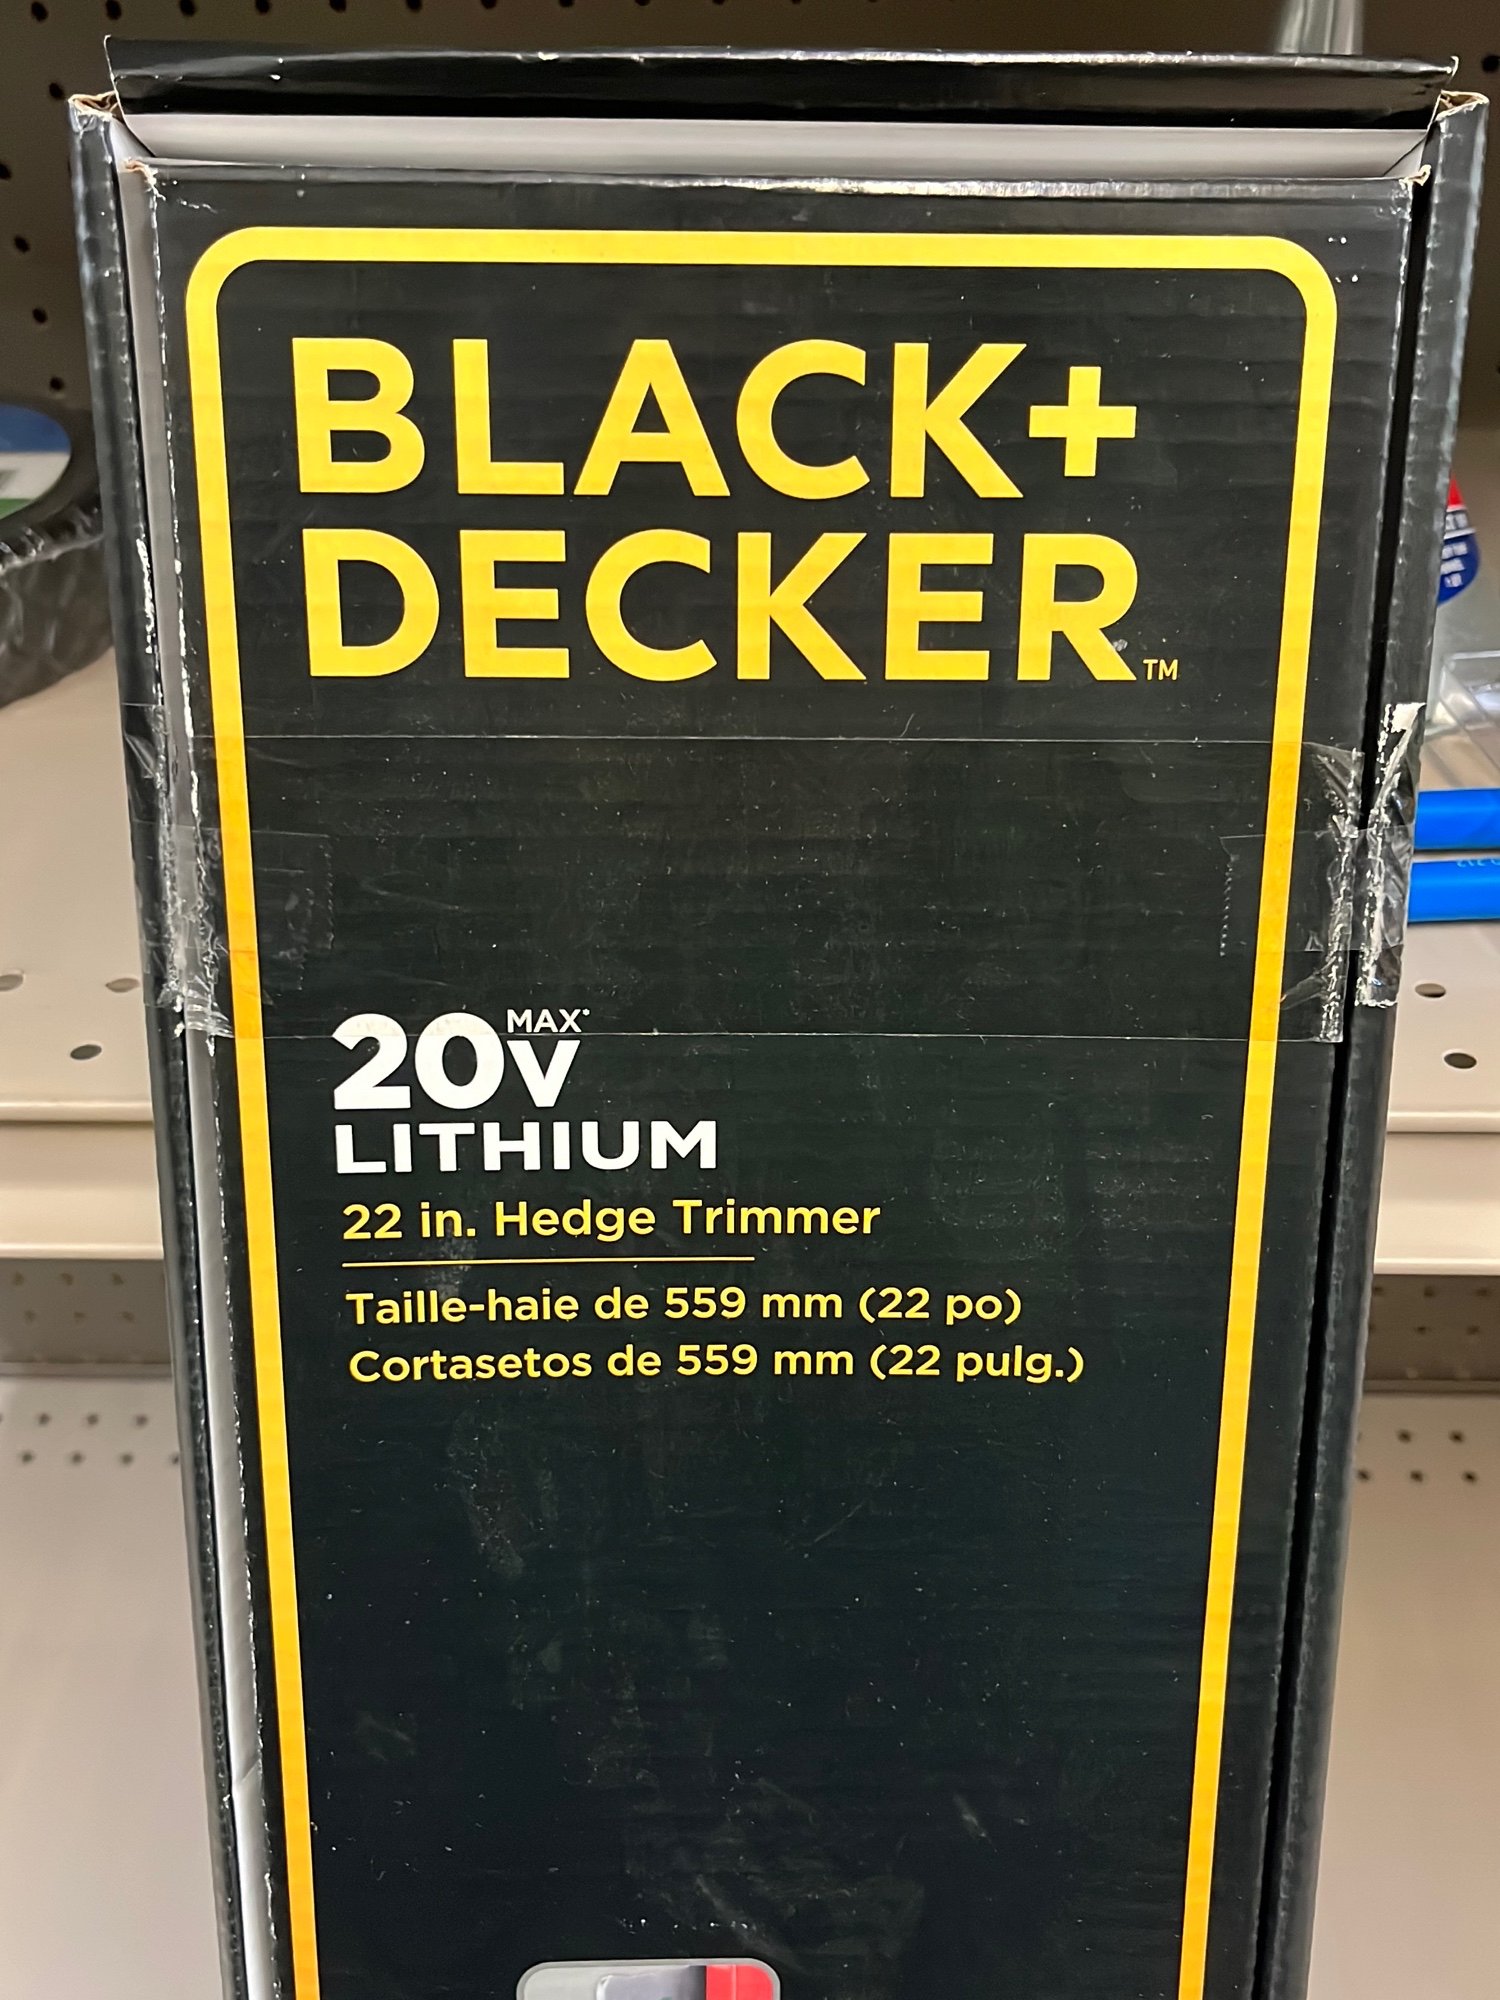 BLACK+
DECKER™
20V MAX*
LITHIUM
22 in. Hedge Trimmer
Taille-haie de 559 mm (22 po)
Cortasetos de 559 mm (22 pulg.)